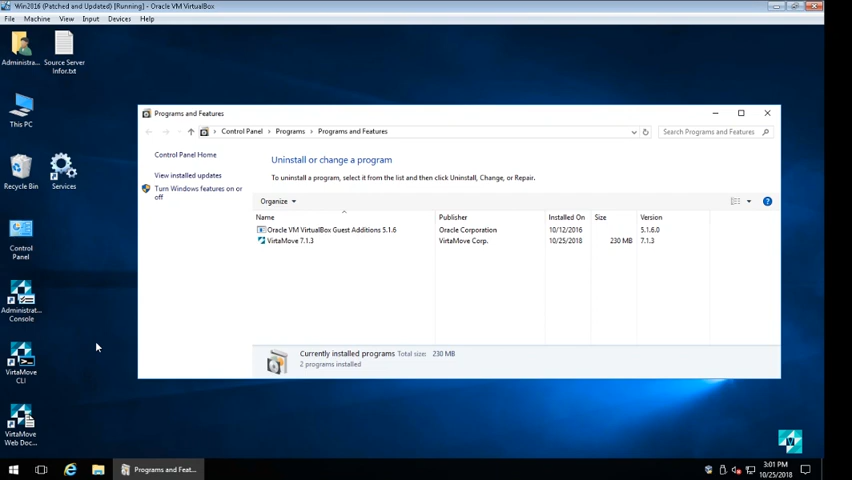 Win2016 (Patched and Updated) [Running] - Oracle VM VirtualBox
File Machine View Input Devices Help
Administra...
Source Server
Infor.txt
This PC
Recycle Bin
Services
Control
Panel
Administrat...
Console
VirtaMove
CLI
VirtaMove
Web Doc...
Programs and Features
Control Panel > Programs > Programs and Features
Search Programs and Features
Control Panel Home
View installed updates
Turn Windows features on or
off
Uninstall or change a program
To uninstall a program, select it from the list and then click Uninstall, Change, or Repair.
Organize
Name Publisher Installed On Size Version
Oracle VM VirtualBox Guest Additions 5.1.6 Oracle Corporation 10/12/2016 5.1.6.0
VirtaMove 7.1.3 VirtaMove Corp. 10/25/2018 230 MB 7.1.3
Currently installed programs Total size: 230 MB
2 programs installed
Programs and Feat...
3:01 PM
10/25/2018